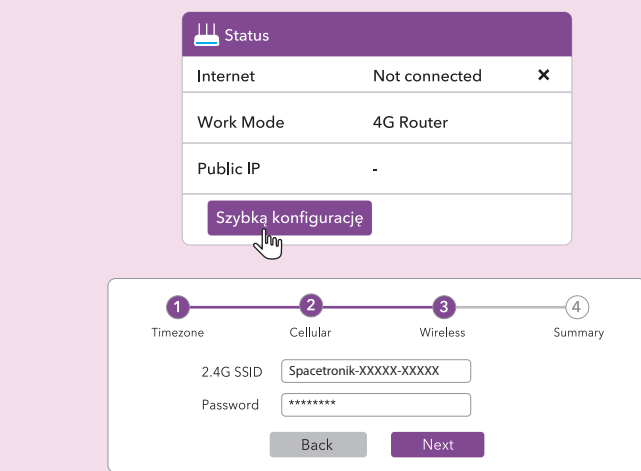 Status
Internet Not connected ×
Work Mode 4G Router
Public IP -
Szybką konfigurację
1 2 3 4
Timezone Cellular Wireless Summary
2.4G SSID Spacetronik-XXXXX-XXXXX
Password ********
Back Next